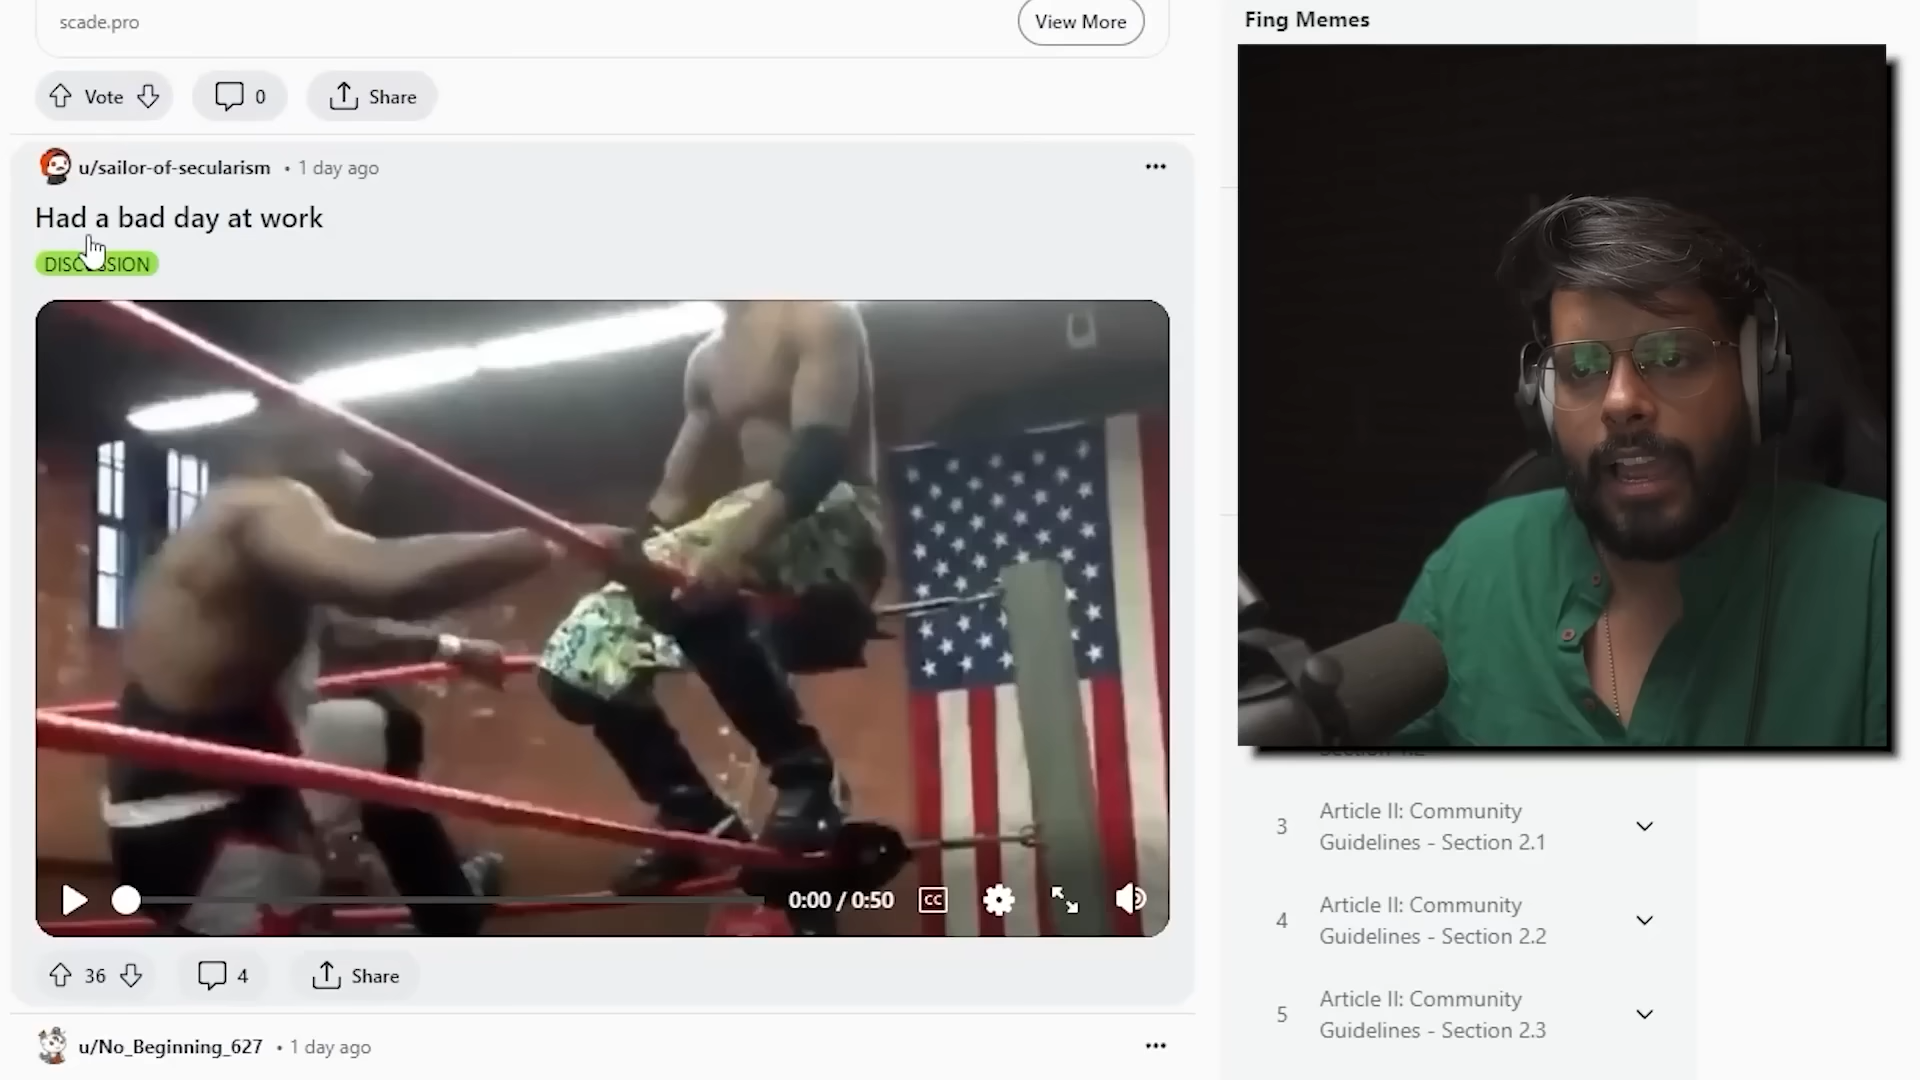 scade.pro
View More
Fing Memes
Vote
0
Share
u/sailor-of-secularism • 1 day ago
Had a bad day at work
0:00 / 0:50
CC
36
4
Share
u/No_Beginning_627 • 1 day ago
3
Article II: Community
Guidelines - Section 2.1
4
Article II: Community
Guidelines - Section 2.2
5
Article II: Community
Guidelines - Section 2.3